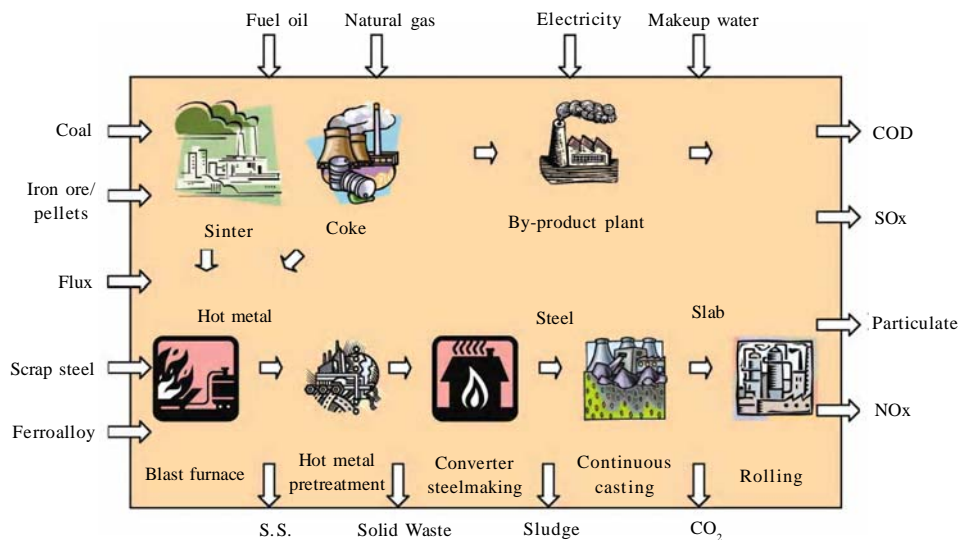 Fuel oil
Natural gas
Electricity
Makeup water
Coal
COD
Iron ore/
pellets
SOx
Sinter
Coke
By-product plant
Flux
Hot metal
Steel
Slab
Particulate
Scrap steel
Ferroalloy
NOx
Blast furnace
Hot metal
pretreatment
Converter
steelmaking
Continuous
casting
Rolling
S.S.
Solid Waste
Sludge
CO₂